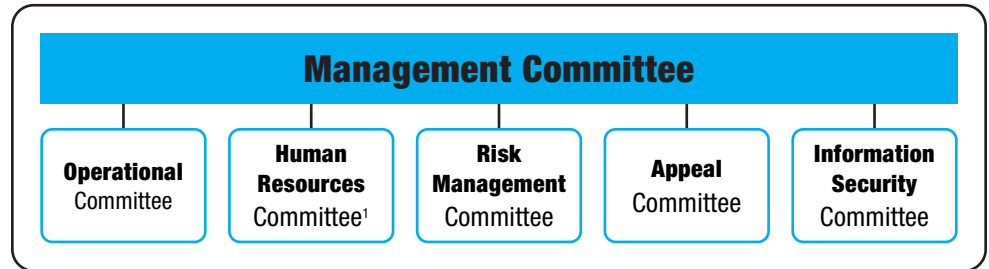 Management Committee
Operational
Committee
Human
Resources
Committee¹
Risk
Management
Committee
Appeal
Committee
Information
Security
Committee